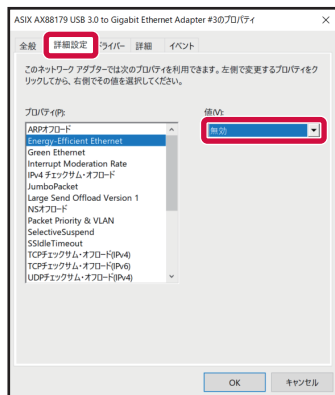 ASIX AX88179 USB 3.0 to Gigabit Ethernet Adapter #3のプロパティ
全般 詳細設定 ドライバー 詳細 イベント
このネットワーク アダプターでは次のプロパティを利用できます。左側で変更するプロパティをク
リックしてから、右側でその値を選択してください。
プロパティ(P): 値(V):
ARPオフロード 無効
Energy-Efficient Ethernet
Green Ethernet
Interrupt Moderation Rate
IPv4 チェックサム・オフロード
JumboPacket
Large Send Offload Version 1
NSオフロード
Packet Priority & VLAN
SelectiveSuspend
SSIdleTimeout
TCPチェックサム・オフロード(IPv4)
TCPチェックサム・オフロード(IPv6)
UDPチェックサム・オフロード(IPv4)
OK キャンセル